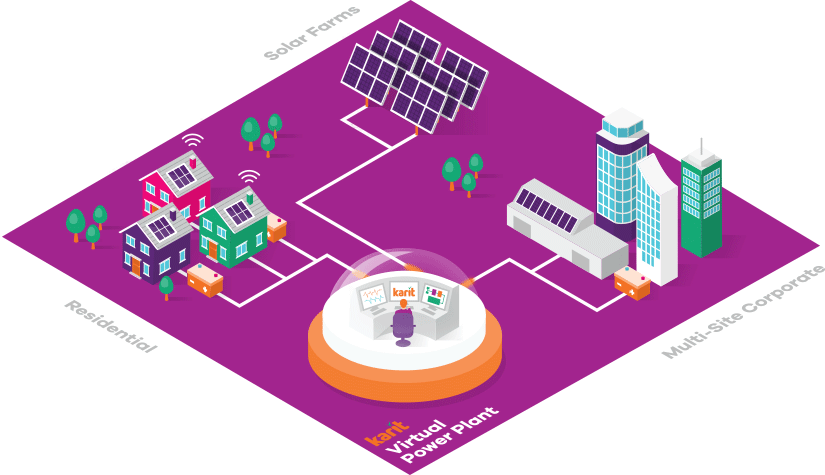 Solar Farms
Residential
Multi-Site Corporate
karit
karit
Virtual
Power Plant